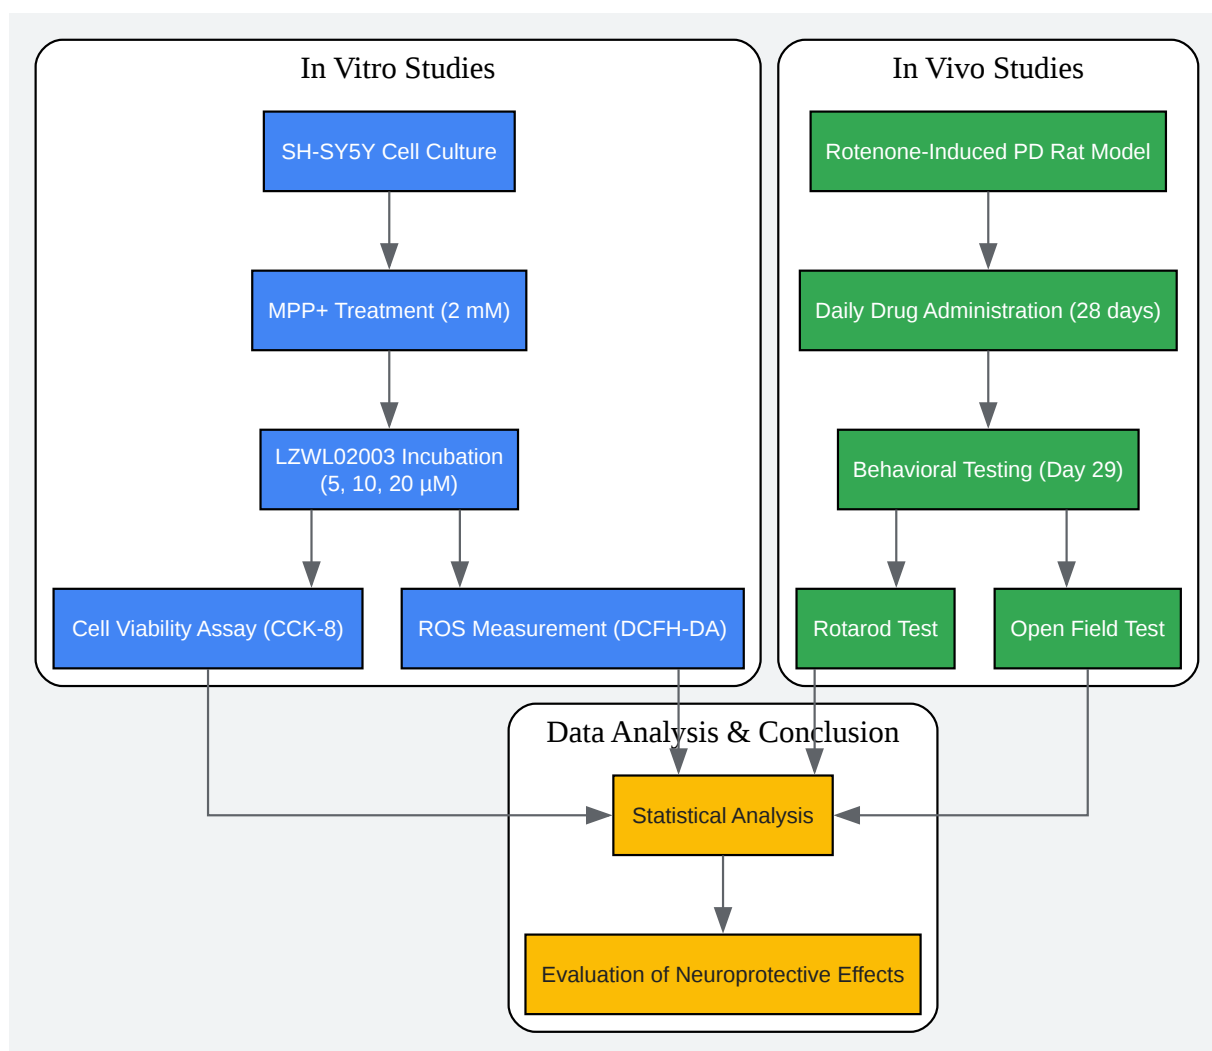 In Vitro Studies
SH-SY5Y Cell Culture
MPP+ Treatment (2 mM)
LZWL02003 Incubation
(5, 10, 20 µM)
Cell Viability Assay (CCK-8)
ROS Measurement (DCFH-DA)
In Vivo Studies
Rotenone-Induced PD Rat Model
Daily Drug Administration (28 days)
Behavioral Testing (Day 29)
Rotarod Test
Open Field Test
Data Analysis & Conclusion
Statistical Analysis
Evaluation of Neuroprotective Effects